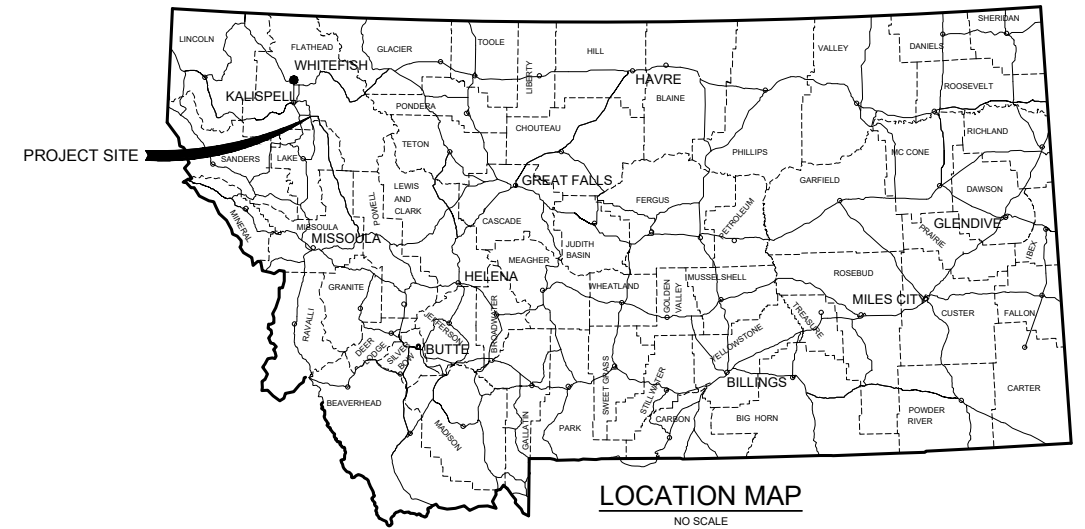 SHERIDAN
LINCOLN
FLATHEAD
GLACIER
TOOLE
HILL
VALLEY
DANIELS
WHITEFISH
LIBERTY
HAVRE
ROOSEVELT
KALISPELL
PONDERA
BLAINE
CHOUTEAU
RICHLAND
PROJECT SITE
SANDERS
LAKE
TETON
PHILLIPS
MC CONE
GREAT FALLS
GARFIELD
DAWSON
LEWIS
AND
CLARK
POWELL
FERGUS
PETROLEUM
MINERAL
MISSOULA
MISSOULA
CASCADE
JUDITH
BASIN
GLENDIVE
PRAIRIE
IBEX
MEAGHER
HELENA
GRANITE
WHEATLAND
GOLDEN
VALLEY
MUSSELSHELL
ROSEBUD
MILES CITY
CUSTER
FALLON
RAVALLI
JEFFERSON
BROADWATER
TREASURE
DEER
LODGE
SILVER
BOW
BUTTE
YELLOWSTONE
BILLINGS
BEAVERHEAD
MADISON
GALLATIN
PARK
SWEET GRASS
STILLWATER
CARBON
BIG HORN
POWDER
RIVER
CARTER
LOCATION MAP
NO SCALE